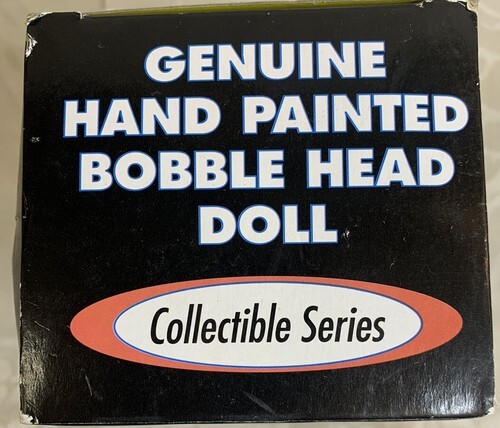 GENUINE
HAND PAINTED
BOBBLE HEAD
DOLL
Collectible Series